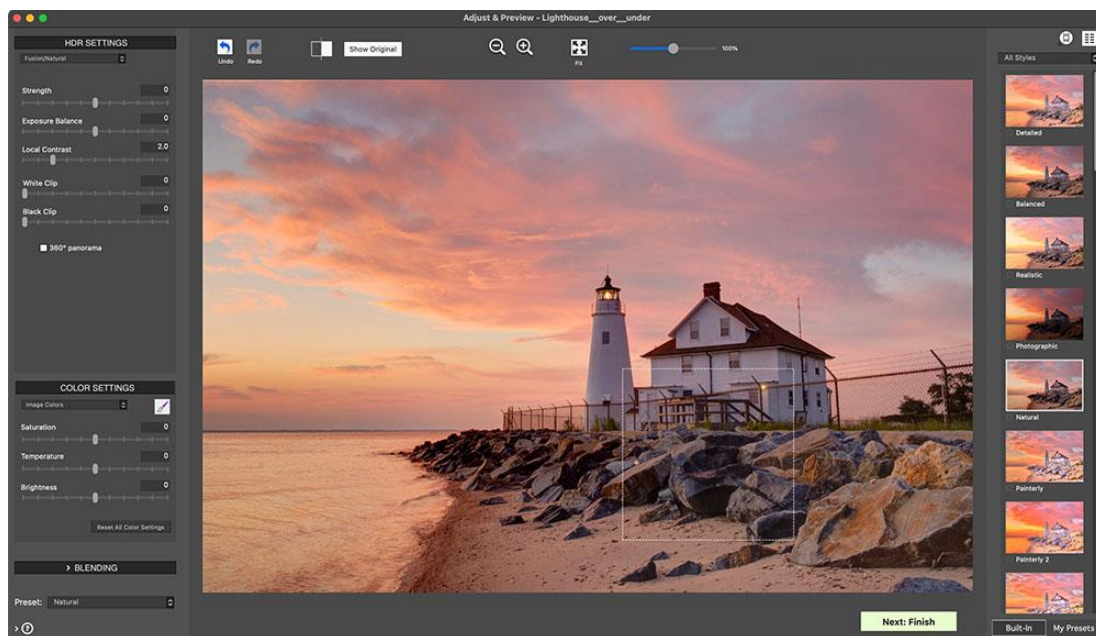 Adjust & Preview - Lighthouse__over_under
HDR SETTINGS
Fusion/Natural
Strength 0
Exposure Balance 0
Local Contrast 2.0
White Clip 0
Black Clip 0
360° panorama
COLOR SETTINGS
Image Colors
Saturation 0
Temperature 0
Brightness 0
Reset All Color Settings
> BLENDING
Preset: Natural
> ?
Undo
Redo
Show Original
Fit
100%
Next: Finish
All Styles
Detailed
Balanced
Realistic
Photographic
Natural
Painterly
Painterly 2
Built-In
My Presets